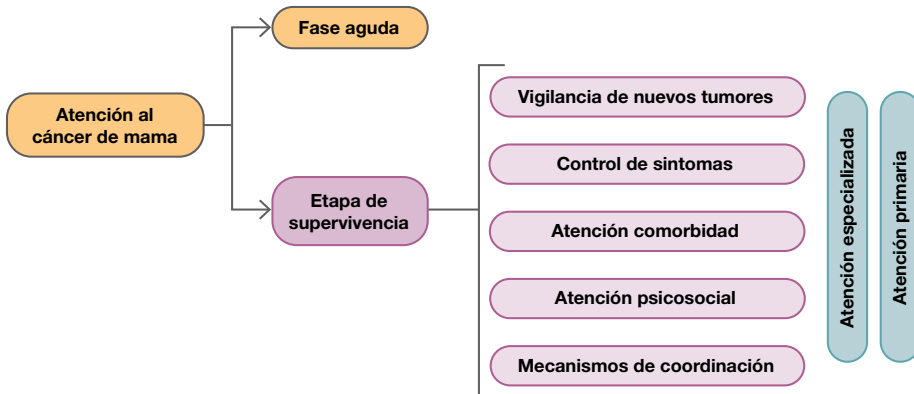 Fase aguda
Atención al
cáncer de mama
Etapa de
supervivencia
Vigilancia de nuevos tumores
Control de sintomas
Atención comorbidad
Atención psicosocial
Mecanismos de coordinación
Atención especializada
Atención primaria